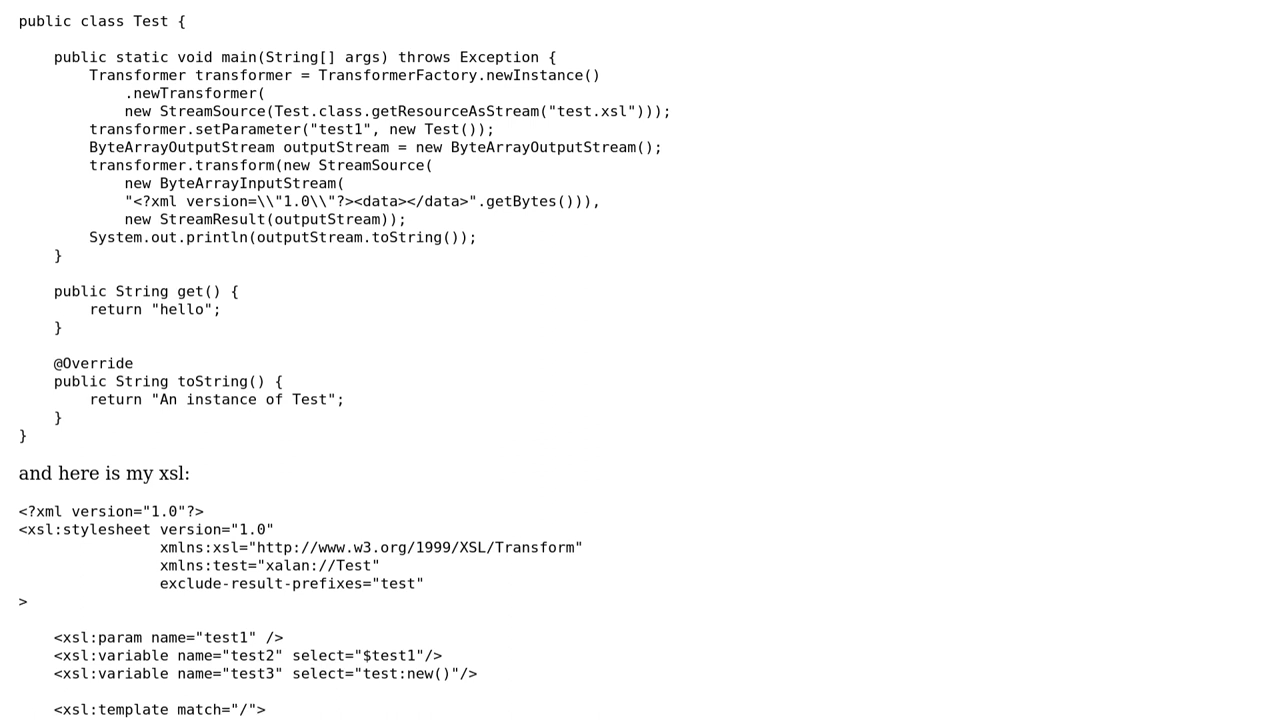 public class Test {
    public static void main(String[] args) throws Exception {
        Transformer transformer = TransformerFactory.newInstance()
            .newTransformer(
            new StreamSource(Test.class.getResourceAsStream("test.xsl")));
        transformer.setParameter("test1", new Test());
        ByteArrayOutputStream outputStream = new ByteArrayOutputStream();
        transformer.transform(new StreamSource(
            new ByteArrayInputStream(
            "<?xml version=\\"1.0\\"?><data></data>".getBytes())),
            new StreamResult(outputStream));
        System.out.println(outputStream.toString());
    }
    public String get() {
        return "hello";
    }
    @Override
    public String toString() {
        return "An instance of Test";
    }
}
and here is my xsl:
<?xml version="1.0"?>
<xsl:stylesheet version="1.0"
                xmlns:xsl="http://www.w3.org/1999/XSL/Transform"
                xmlns:test="xalan://Test"
                exclude-result-prefixes="test"
>
    <xsl:param name="test1" />
    <xsl:variable name="test2" select="$test1"/>
    <xsl:variable name="test3" select="test:new()"/>
    <xsl:template match="/">